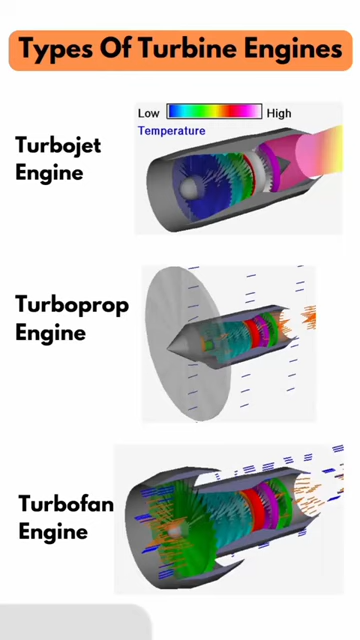 Types Of Turbine Engines
Low High
Temperature
Turbojet
Engine
Turboprop
Engine
Turbofan
Engine